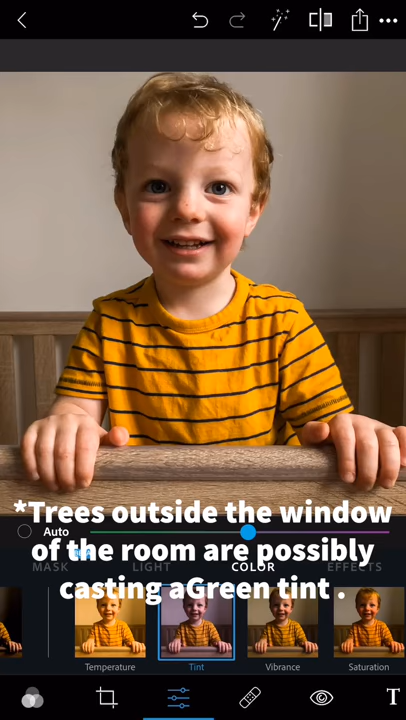 *Trees outside the window
Auto
of the room are possibly
MASK LIGHT COLOR EFFECTS
casting aGreen tint .
Temperature Tint Vibrance Saturation
T